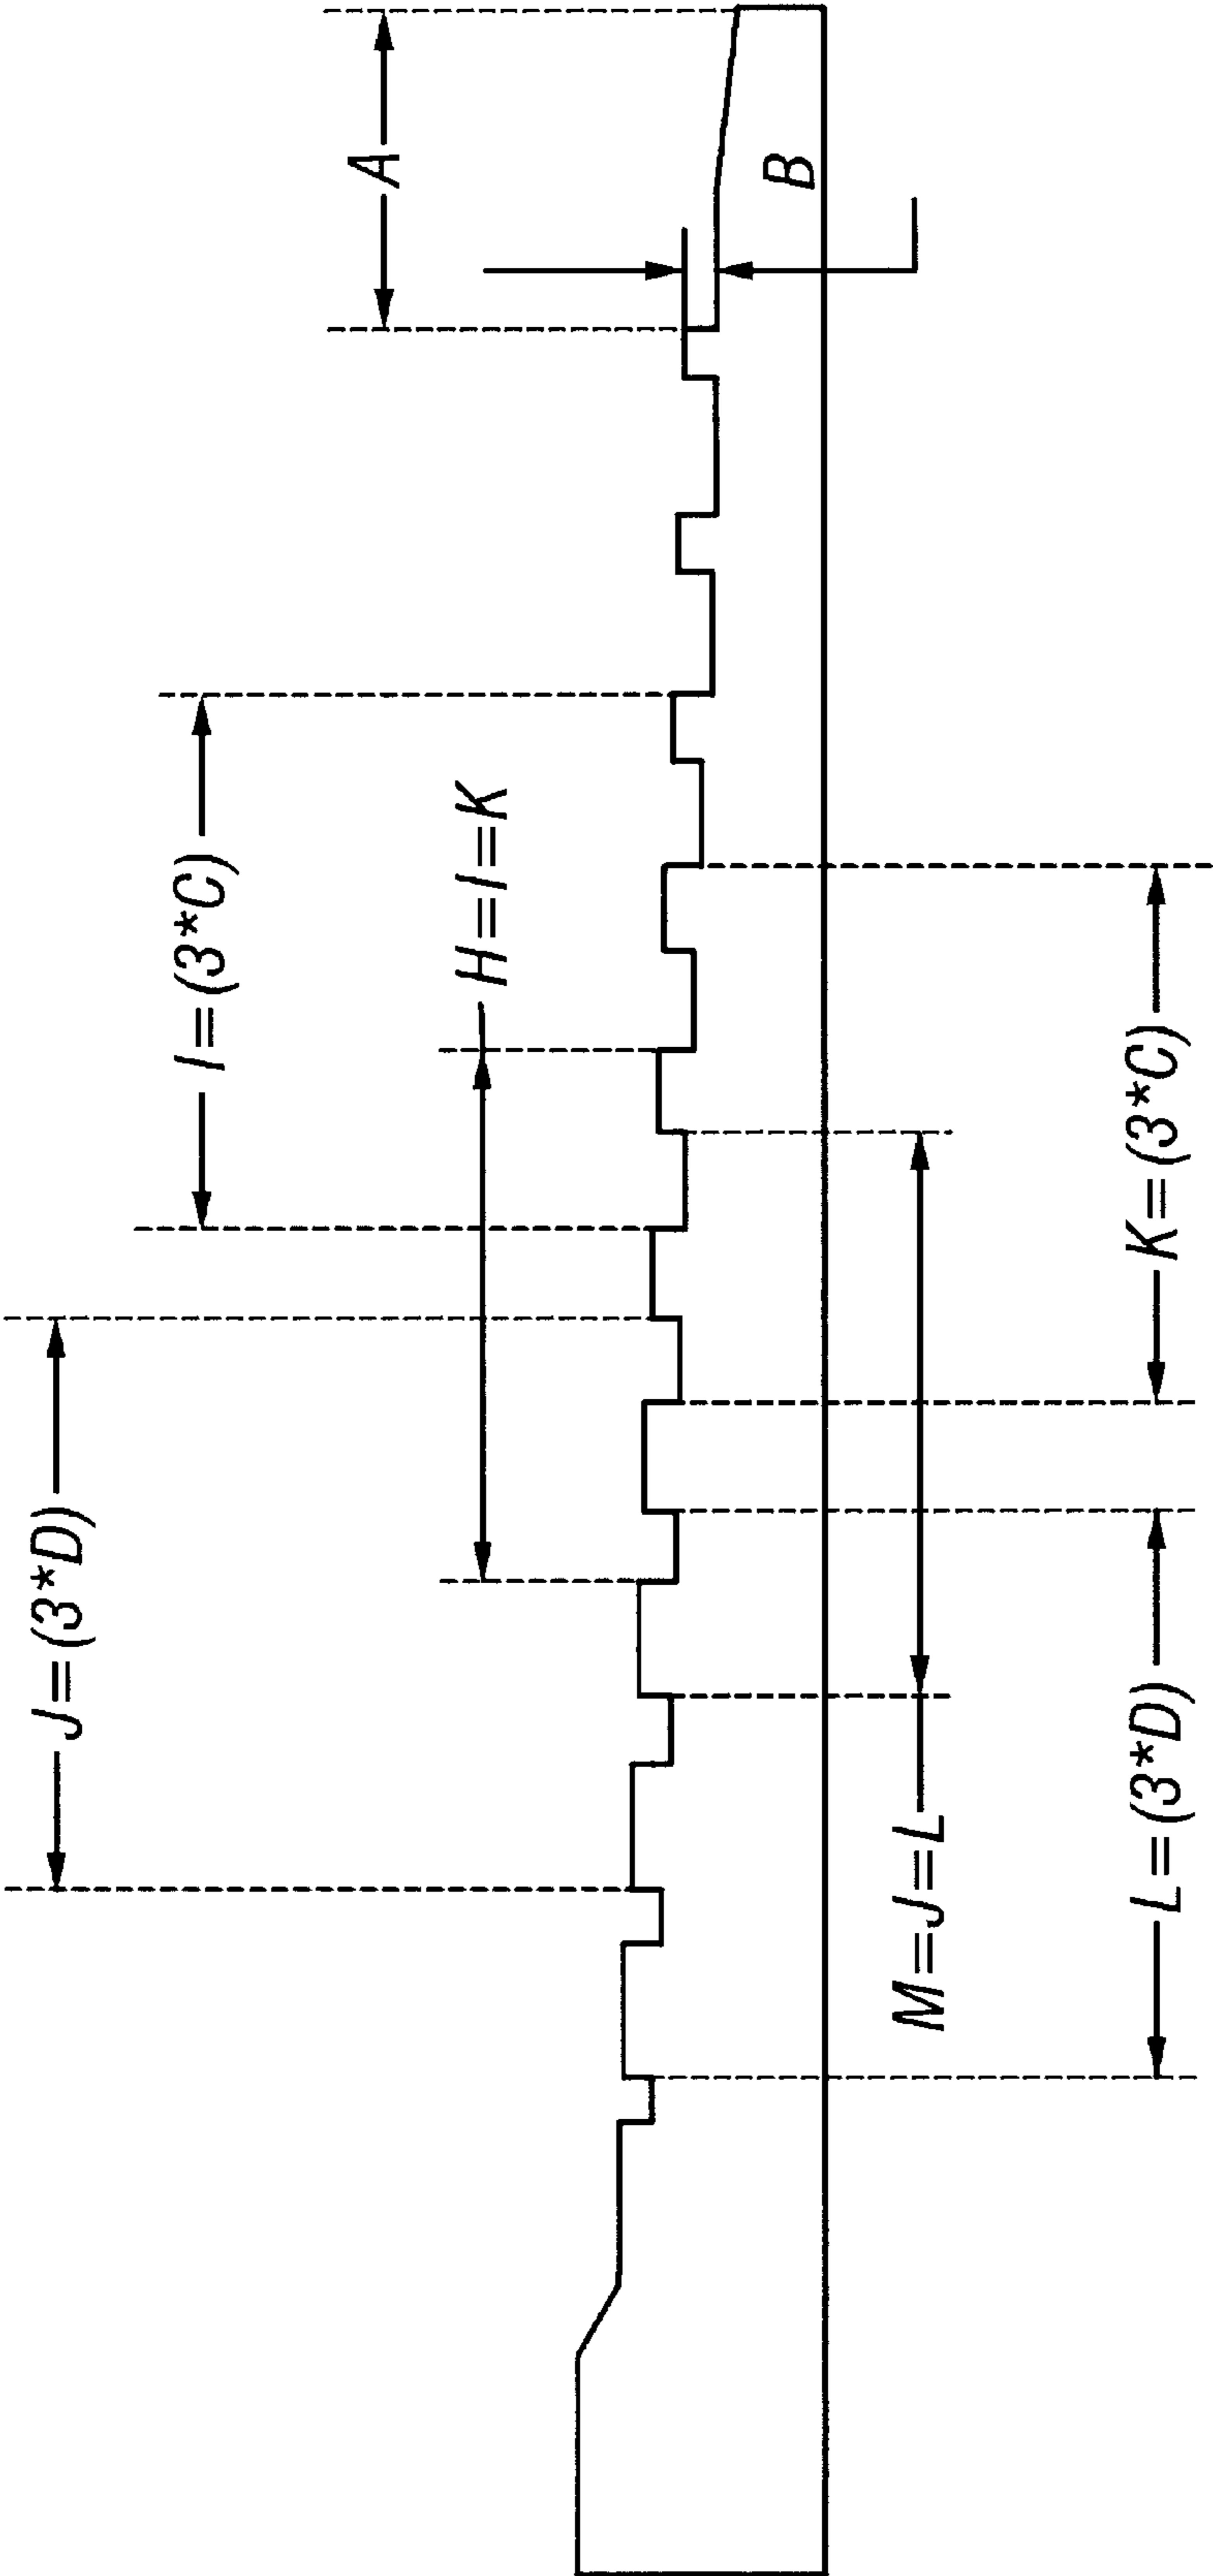 J=(3*D)
I=(3*C)
A
H=I=K
B
M=J=L
L=(3*D)
K=(3*C)